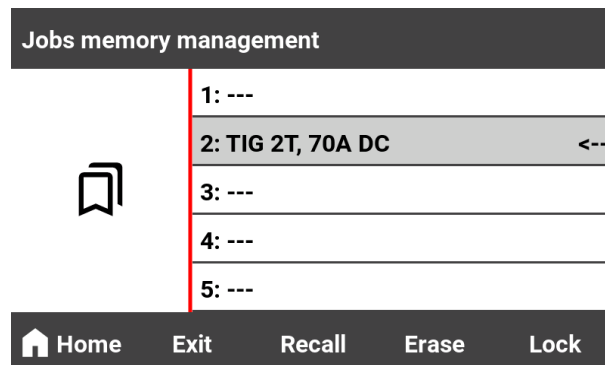 Jobs memory management
1: ---
2: TIG 2T, 70A DC <--
3: ---
4: ---
5: ---
Home Exit Recall Erase Lock